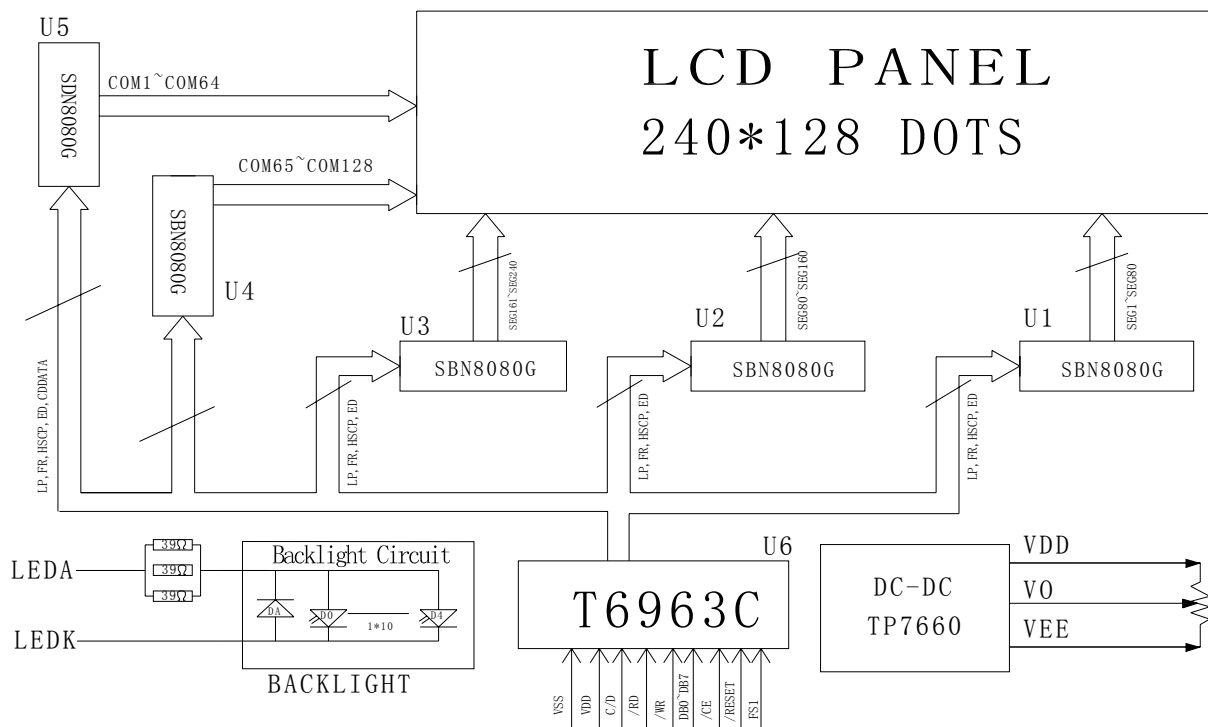 U5
SDN8080G
COM1~COM64
LCD PANEL
240*128 DOTS
COM65~COM128
SBN8080G
U4
SEG161~SEG240
SEG80~SEG160
SEG1~SEG80
U3
SBN8080G
U2
SBN8080G
U1
SBN8080G
LP,FR,HSCP,ED,CDDATA
LP,FR,HSCP,ED
LP,FR,HSCP,ED
LP,FR,HSCP,ED
LEDA
39Ω
39Ω
39Ω
LEDK
Backlight Circuit
DA
D0
1*10
D4
BACKLIGHT
U6
T6963C
VSS
VDD
C/D
/RD
/WR
DB0~DB7
/CE
/RESET
FS1
DC-DC
TP7660
VDD
VO
VEE